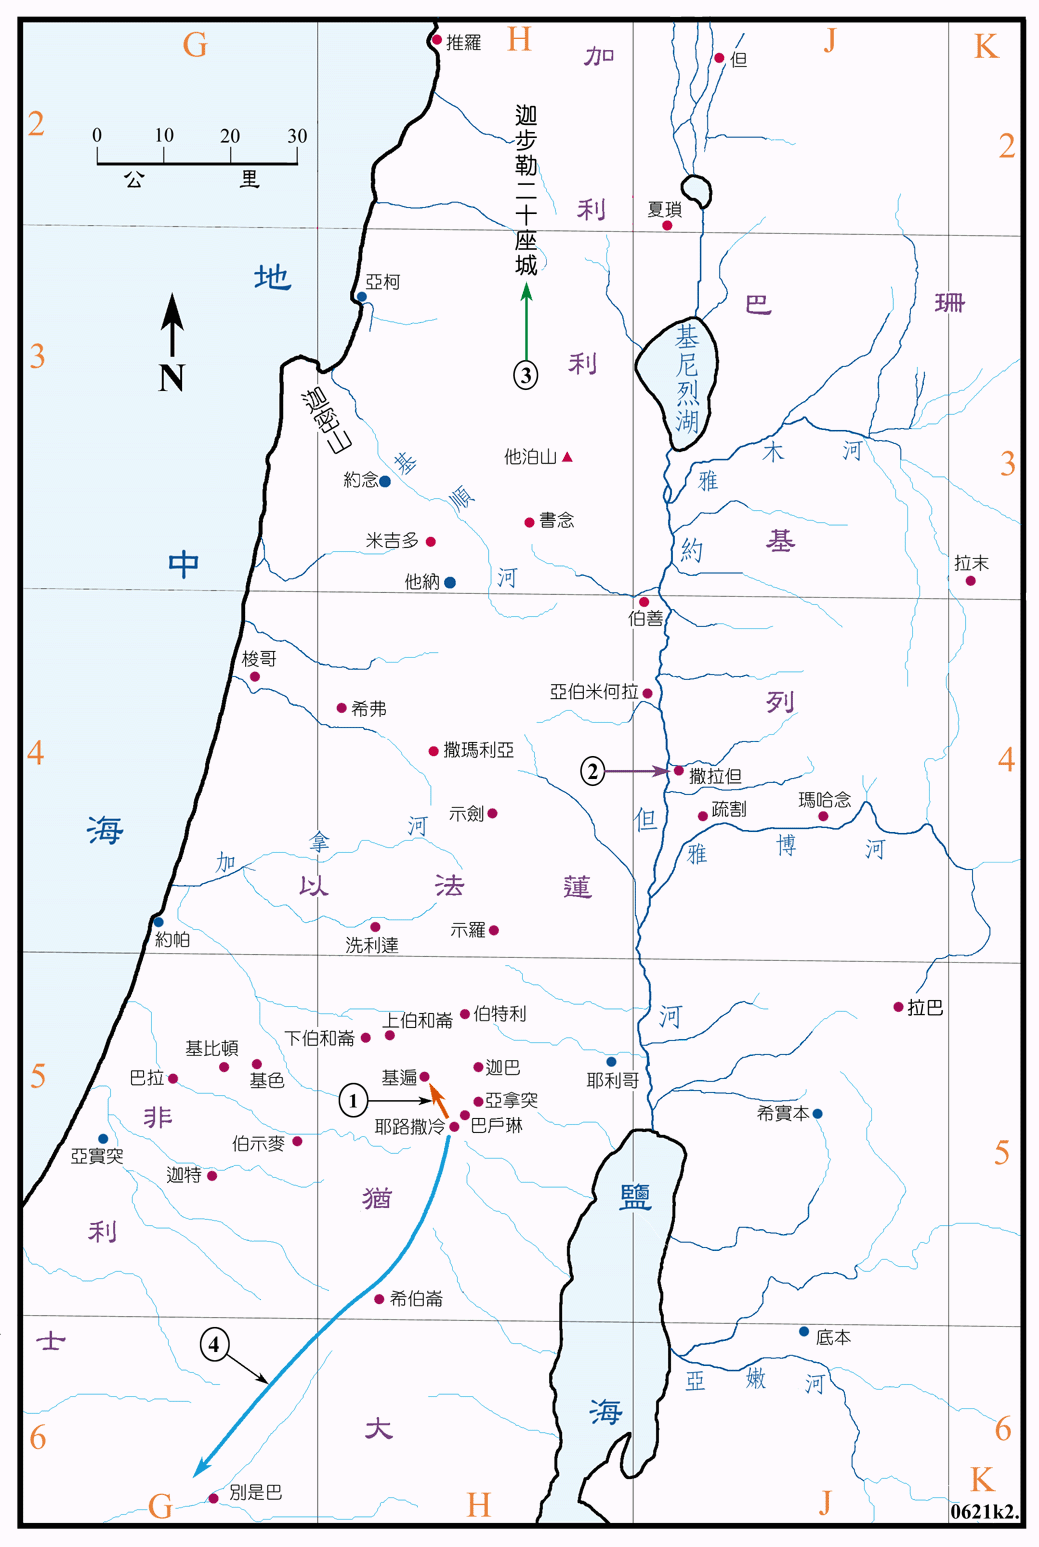 G
H
J
K
推羅
加
但
2
0 10 20 30
公里
迦步勒二十座城
2
利
夏瑣
地
亞柯
巴
珊
3
N
利
③
基尼烈湖
迦密山
他泊山
雅木河
3
約念
基順河
書念
米吉多
約
基
中
他納
拉末
伯善
梭哥
希弗
亞伯米何拉
列
4
撒瑪利亞
②
撒拉但
4
示劍
疏割
瑪哈念
海
加拿河
但
雅博河
以法蓮
約帕
洗利達
示羅
河
拉巴
伯特利
上伯和崙
下伯和崙
基比頓
基色
5
巴拉
基遍
迦巴
耶利哥
①
亞拿突
非
耶路撒冷
巴戶琳
希實本
亞實突
伯示麥
5
迦特
猶
鹽
利
希伯崙
士
④
底本
亞嫩河
海
大
6
6
別是巴
G
H
J
K
0621k2.